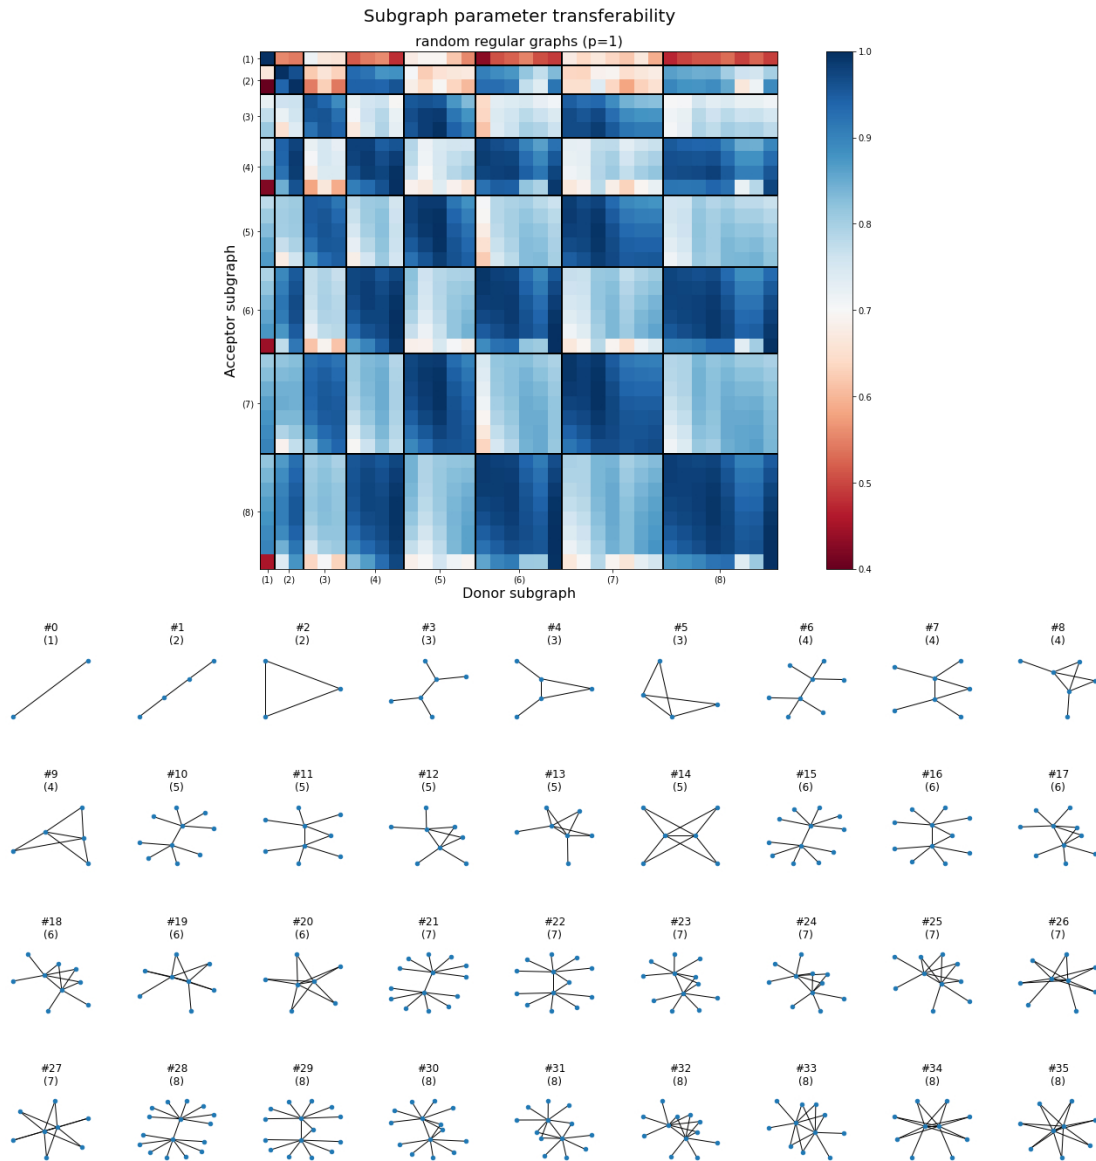 Subgraph parameter transferability
random regular graphs (p=1)
(1)
(2)
(3)
(4)
(5)
(6)
(7)
(8)
Acceptor subgraph
(1) (2) (3) (4) (5) (6) (7) (8)
Donor subgraph
1.0
0.9
0.8
0.7
0.6
0.5
0.4
#0 #1 #2 #3 #4 #5 #6 #7 #8
(1) (2) (2) (3) (3) (3) (4) (4) (4)
#9 #10 #11 #12 #13 #14 #15 #16 #17
(4) (5) (5) (5) (5) (5) (6) (6) (6)
#18 #19 #20 #21 #22 #23 #24 #25 #26
(6) (6) (6) (7) (7) (7) (7) (7) (7)
#27 #28 #29 #30 #31 #32 #33 #34 #35
(7) (8) (8) (8) (8) (8) (8) (8) (8)